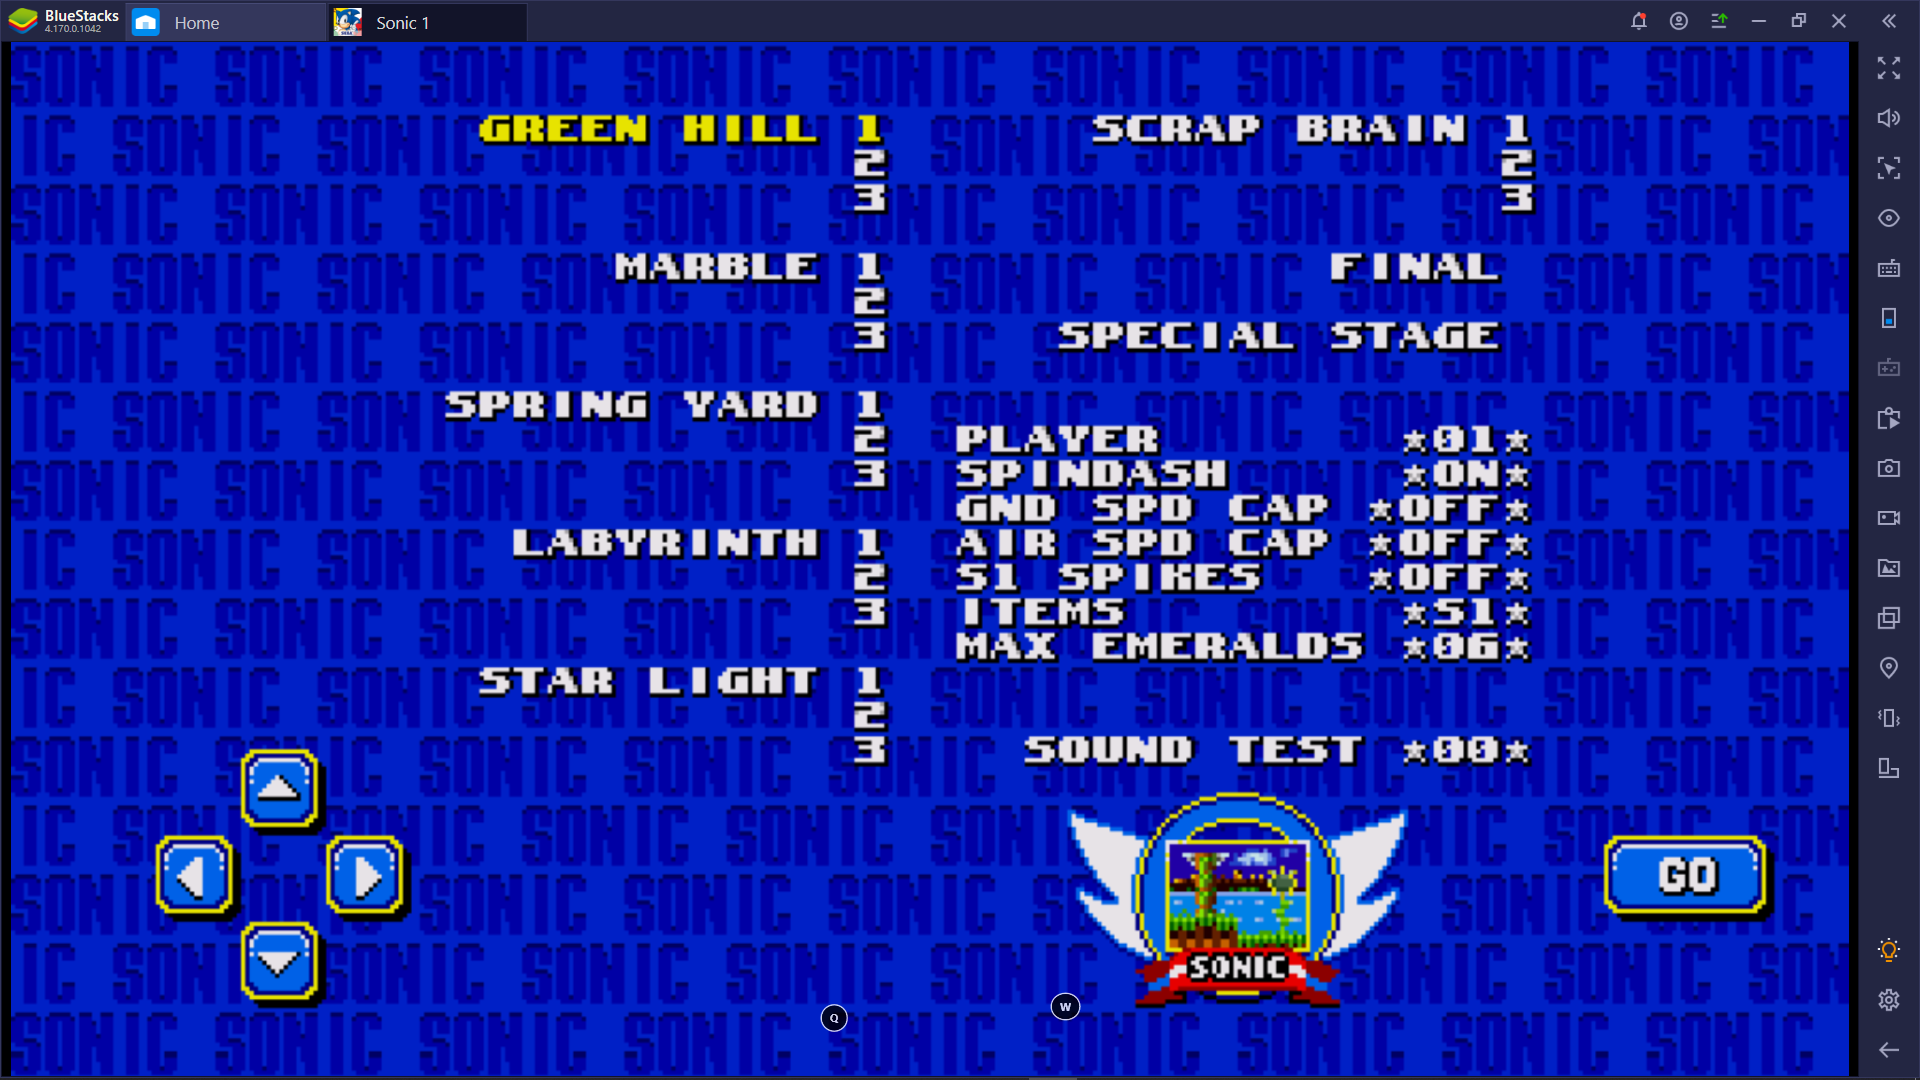 BlueStacks
4.170.0.1042
Home
Sonic 1
GREEN HILL 1
2
3
MARBLE 1
2
3
SPRING YARD 1
2
3
LABYRINTH 1
2
3
STAR LIGHT 1
2
3
SCRAP BRAIN 1
2
3
FINAL
SPECIAL STAGE
PLAYER *01*
SPINDASH *ON*
GND SPD CAP *OFF*
AIR SPD CAP *OFF*
S1 SPIKES *OFF*
ITEMS *S1*
MAX EMERALDS *06*
SOUND TEST *00*
GO
SONIC
Q
W